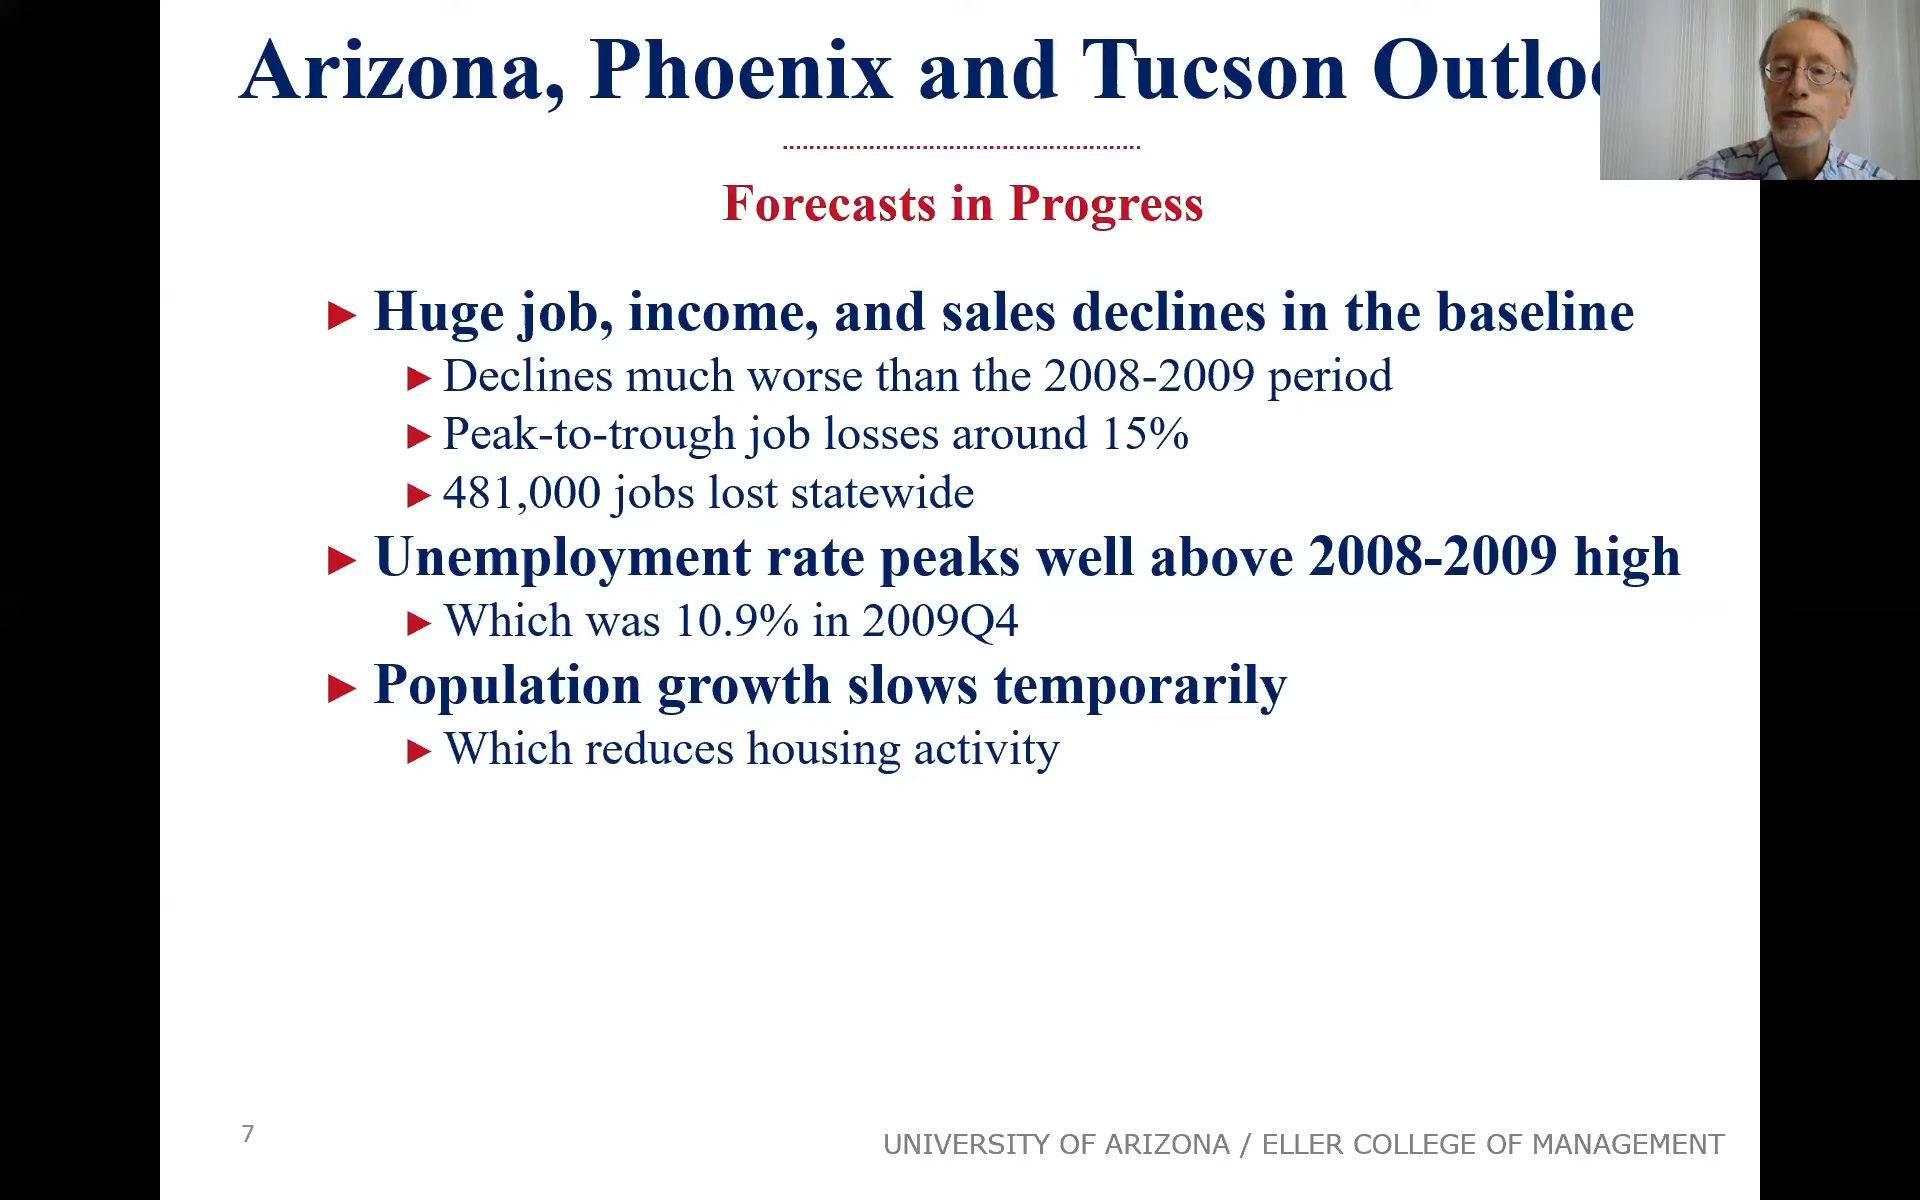 Arizona, Phoenix and Tucson Outlo
Forecasts in Progress
► Huge job, income, and sales declines in the baseline
► Declines much worse than the 2008-2009 period
► Peak-to-trough job losses around 15%
► 481,000 jobs lost statewide
► Unemployment rate peaks well above 2008-2009 high
► Which was 10.9% in 2009Q4
► Population growth slows temporarily
► Which reduces housing activity
7
UNIVERSITY OF ARIZONA / ELLER COLLEGE OF MANAGEMENT